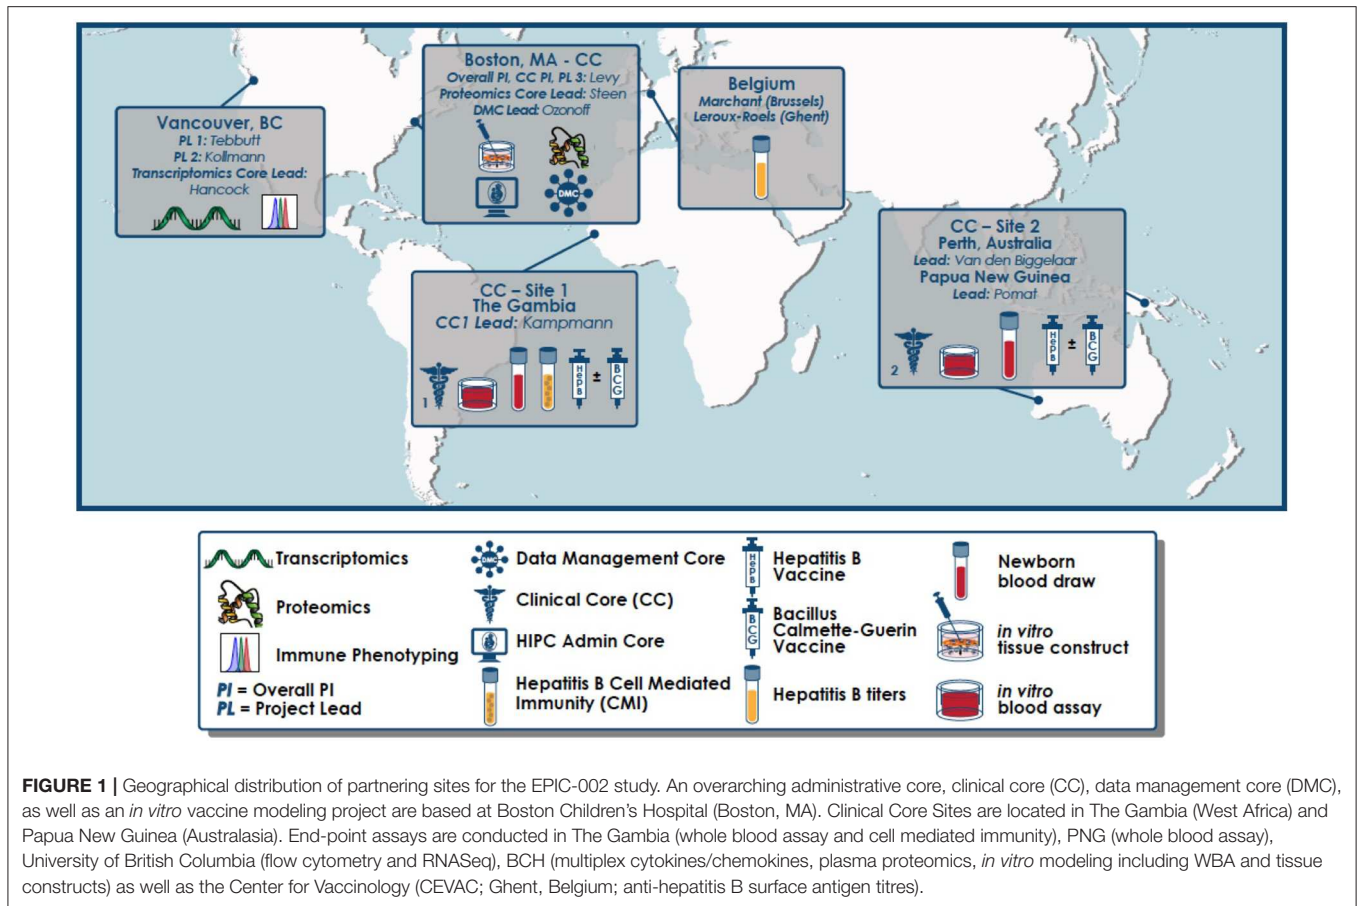 Boston, MA - CC
Overall PI, CC PI, PL 3: Levy
Proteomics Core Lead: Steen
DMC Lead: Ozonoff
DMC
Belgium
Marchant (Brussels)
Leroux-Roels (Ghent)
Vancouver, BC
PL 1: Tebbutt
PL 2: Kollmann
Transcriptomics Core Lead:
Hancock
CC – Site 1
The Gambia
CC1 Lead: Kampmann
1
HePB
±
BCG
CC – Site 2
Perth, Australia
Lead: Van den Biggelaar
Papua New Guinea
Lead: Pomat
2
HePB
±
BCG
Transcriptomics
Proteomics
Immune Phenotyping
PI = Overall PI
PL = Project Lead
DMC
Data Management Core
Clinical Core (CC)
HIPC Admin Core
Hepatitis B Cell Mediated
Immunity (CMI)
HePB
Hepatitis B
Vaccine
BCG
Bacillus
Calmette-Guerin
Vaccine
Hepatitis B titers
Newborn
blood draw
in vitro
tissue construct
in vitro
blood assay
FIGURE 1 | Geographical distribution of partnering sites for the EPIC-002 study. An overarching administrative core, clinical core (CC), data management core (DMC),
as well as an in vitro vaccine modeling project are based at Boston Children's Hospital (Boston, MA). Clinical Core Sites are located in The Gambia (West Africa) and
Papua New Guinea (Australasia). End-point assays are conducted in The Gambia (whole blood assay and cell mediated immunity), PNG (whole blood assay),
University of British Columbia (flow cytometry and RNASeq), BCH (multiplex cytokines/chemokines, plasma proteomics, in vitro modeling including WBA and tissue
constructs) as well as the Center for Vaccinology (CEVAC; Ghent, Belgium; anti-hepatitis B surface antigen titres).